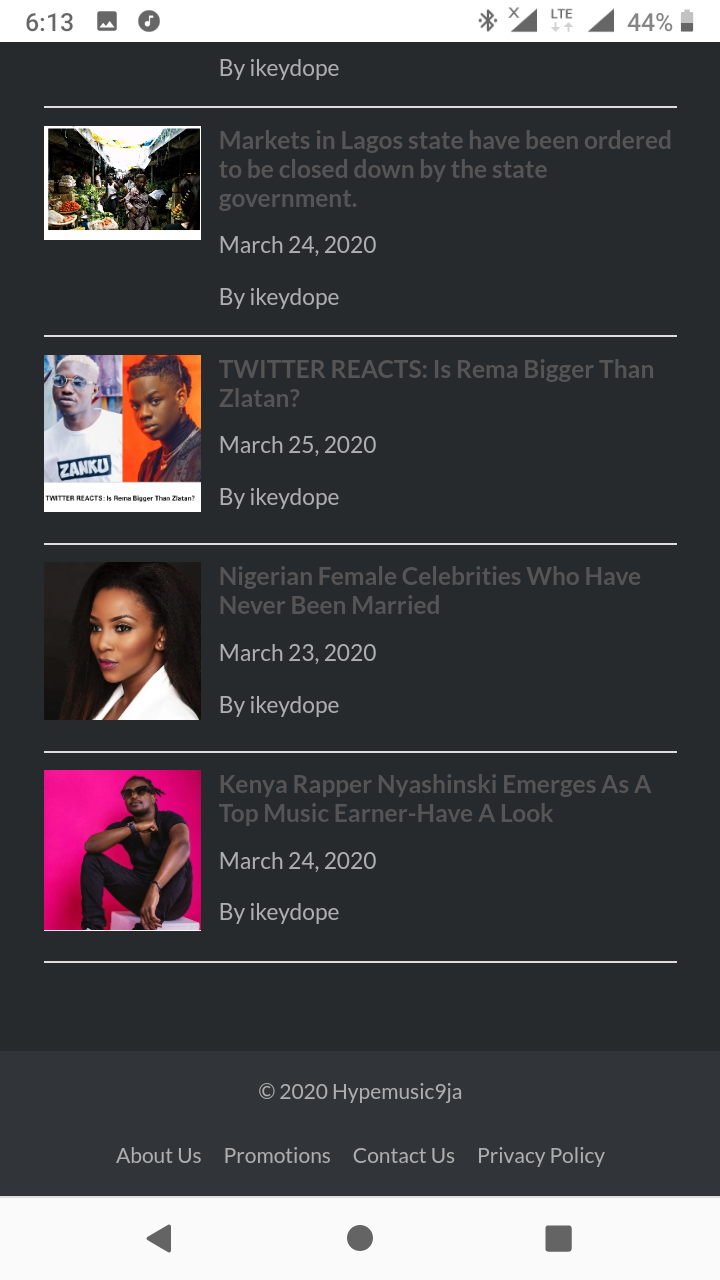 6:13
X
LTE
44%
By ikeydope
Markets in Lagos state have been ordered
to be closed down by the state
government.
March 24, 2020
By ikeydope
ZANKU
TWITTER REACTS: Is Rema Bigger Than Zlatan?
TWITTER REACTS: Is Rema Bigger Than
Zlatan?
March 25, 2020
By ikeydope
Nigerian Female Celebrities Who Have
Never Been Married
March 23, 2020
By ikeydope
Kenya Rapper Nyashinski Emerges As A
Top Music Earner-Have A Look
March 24, 2020
By ikeydope
© 2020 Hypemusic9ja
About Us Promotions Contact Us Privacy Policy